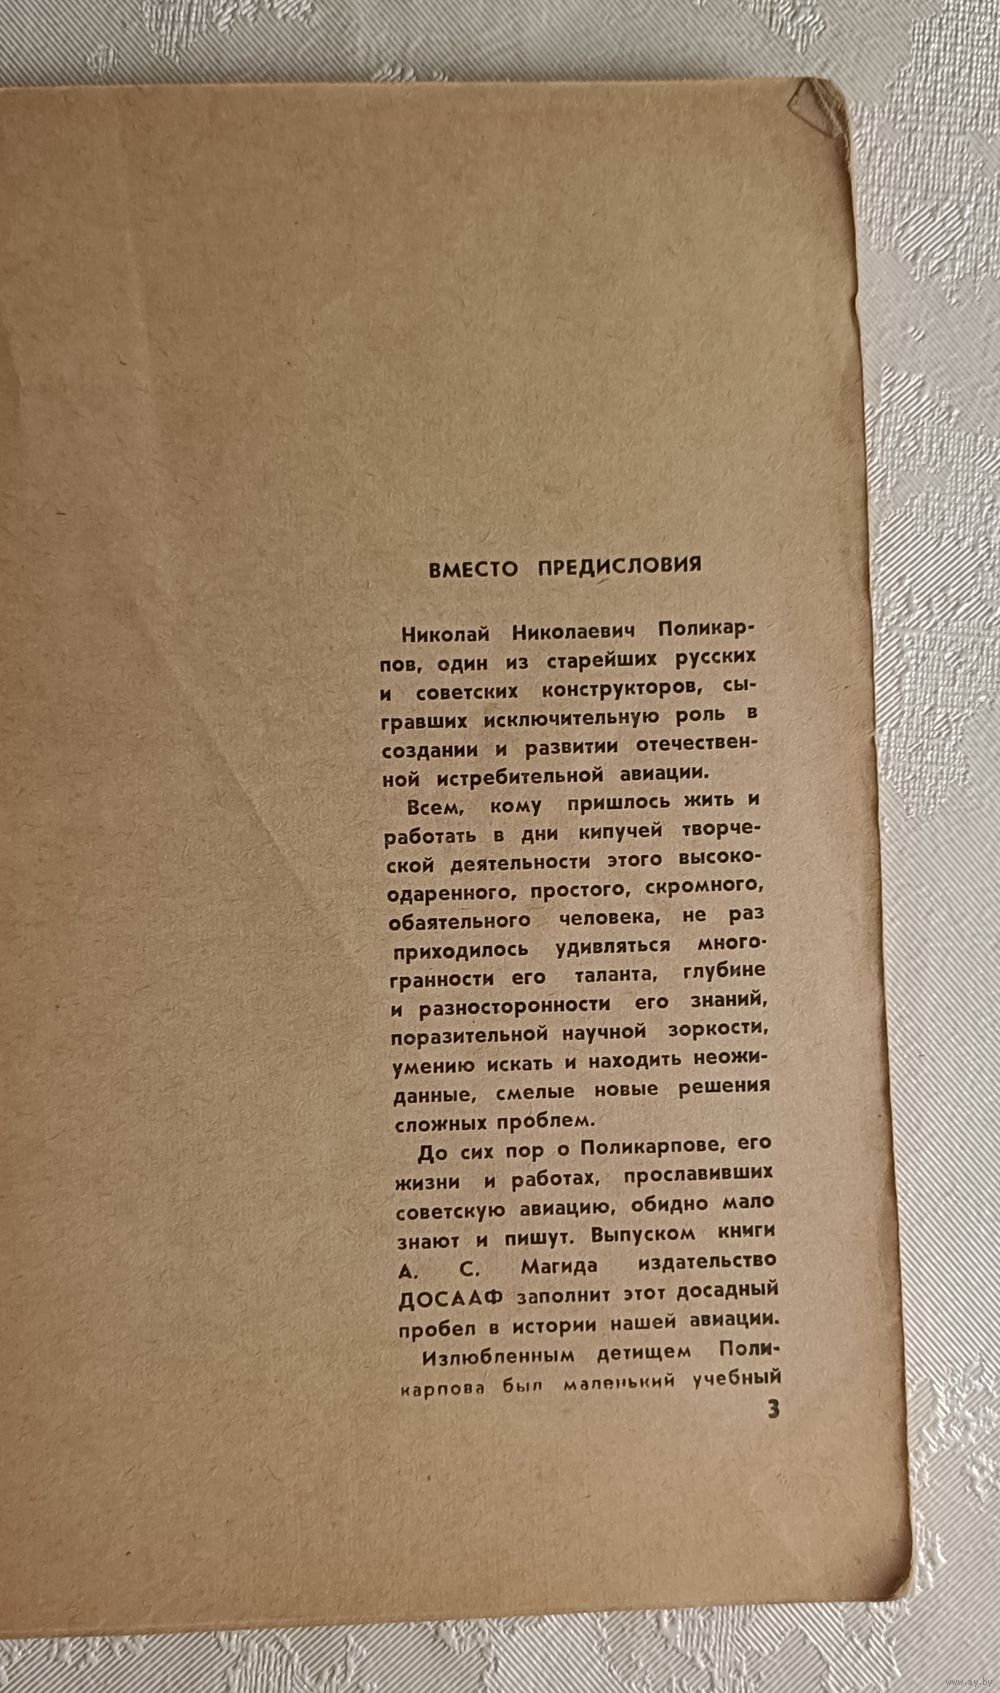 ВМЕСТО ПРЕДИСЛОВИЯ
Николай Николаевич Поликар-
пов, один из старейших русских
и советских конструкторов, сы-
гравших исключительную роль в
создании и развитии отечествен-
ной истребительной авиации.
Всем, кому пришлось жить и
работать в дни кипучей творче-
ской деятельности этого высоко-
одаренного, простого, скромного,
обаятельного человека, не раз
приходилось удивляться много-
гранности его таланта, глубине
и разносторонности его знаний,
поразительной научной зоркости,
умению искать и находить неожи-
данные, смелые новые решения
сложных проблем.
До сих пор о Поликарпове, его
жизни и работах, прославивших
советскую авиацию, обидно мало
знают и пишут. Выпуском книги
А. С. Магида издательство
ДОСААФ заполнит этот досадный
пробел в истории нашей авиации.
Излюбленным детищем Поли-
карпова был маленький учебный
3
www.ay.by